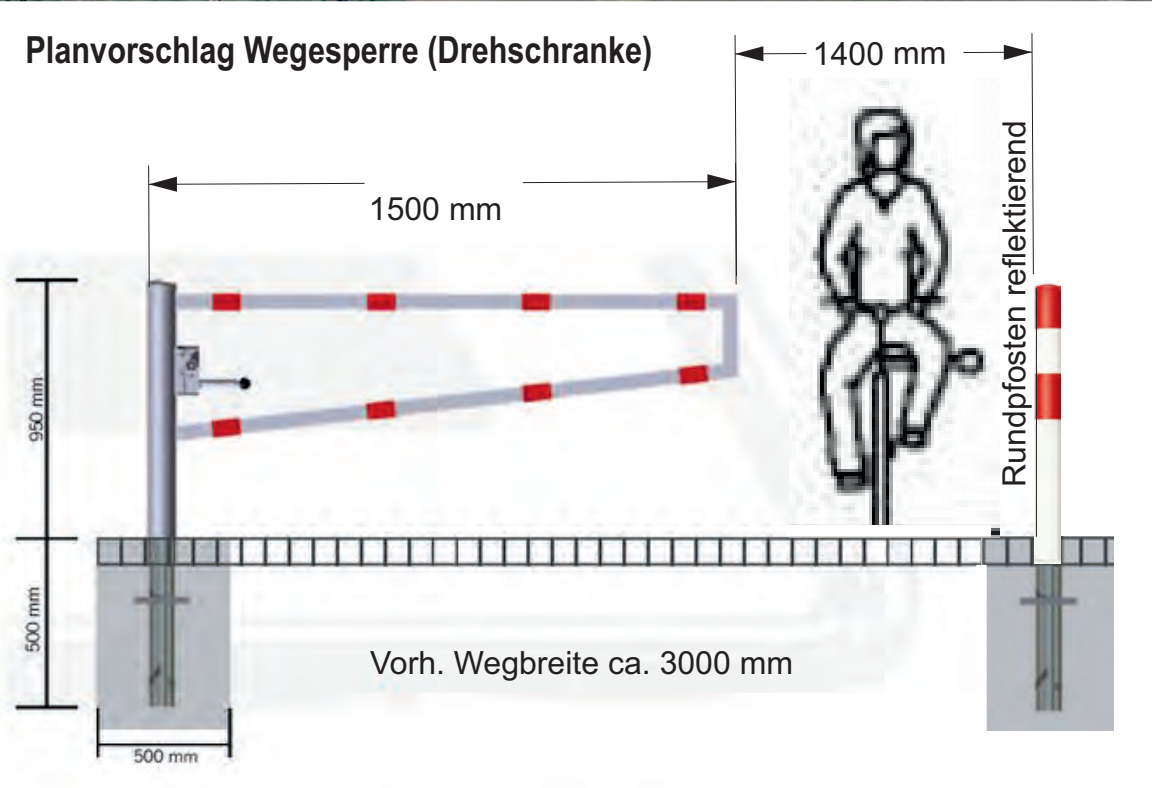 Planvorschlag Wegesperre (Drehschranke)
1400 mm
1500 mm
Rundpfosten reflektierend
950 mm
500 mm
Vorh. Wegbreite ca. 3000 mm
500 mm